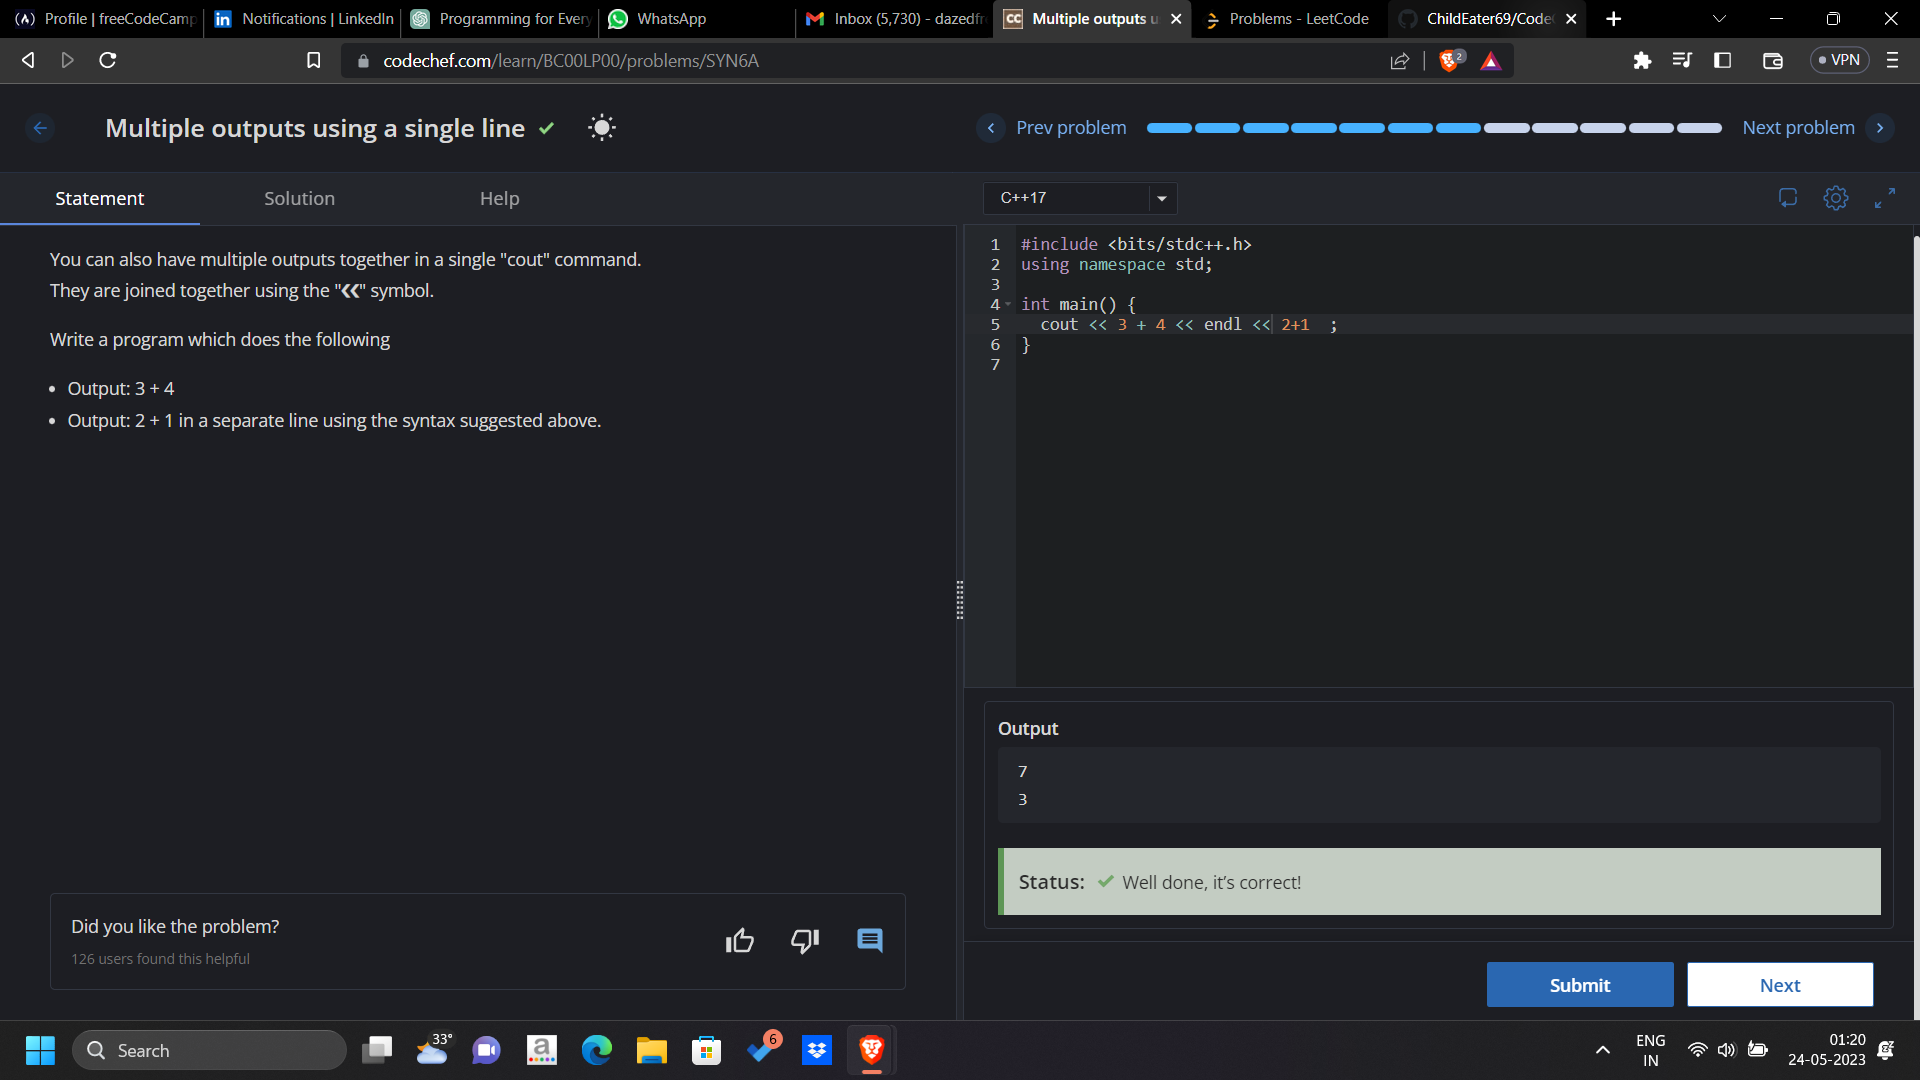 Profile | freeCodeCamp
Notifications | LinkedIn
Programming for Every
WhatsApp
Inbox (5,730) - dazedfr
CC
Multiple outputs u
Problems - LeetCode
ChildEater69/Code
codechef.com/learn/BC00LP00/problems/SYN6A
2
VPN
Multiple outputs using a single line
Prev problem
Next problem
Statement
Solution
Help
C++17
You can also have multiple outputs together in a single "cout" command.
They are joined together using the "<<" symbol.
Write a program which does the following
• Output: 3 + 4
• Output: 2 + 1 in a separate line using the syntax suggested above.
1 #include <bits/stdc++.h>
2 using namespace std;
3
4 int main() {
5 cout << 3 + 4 << endl << 2+1  ;
6 }
7
Output
7
3
Status: Well done, it's correct!
Did you like the problem?
126 users found this helpful
Submit
Next
Search
33°
a
6
ENG
IN
01:20
24-05-2023